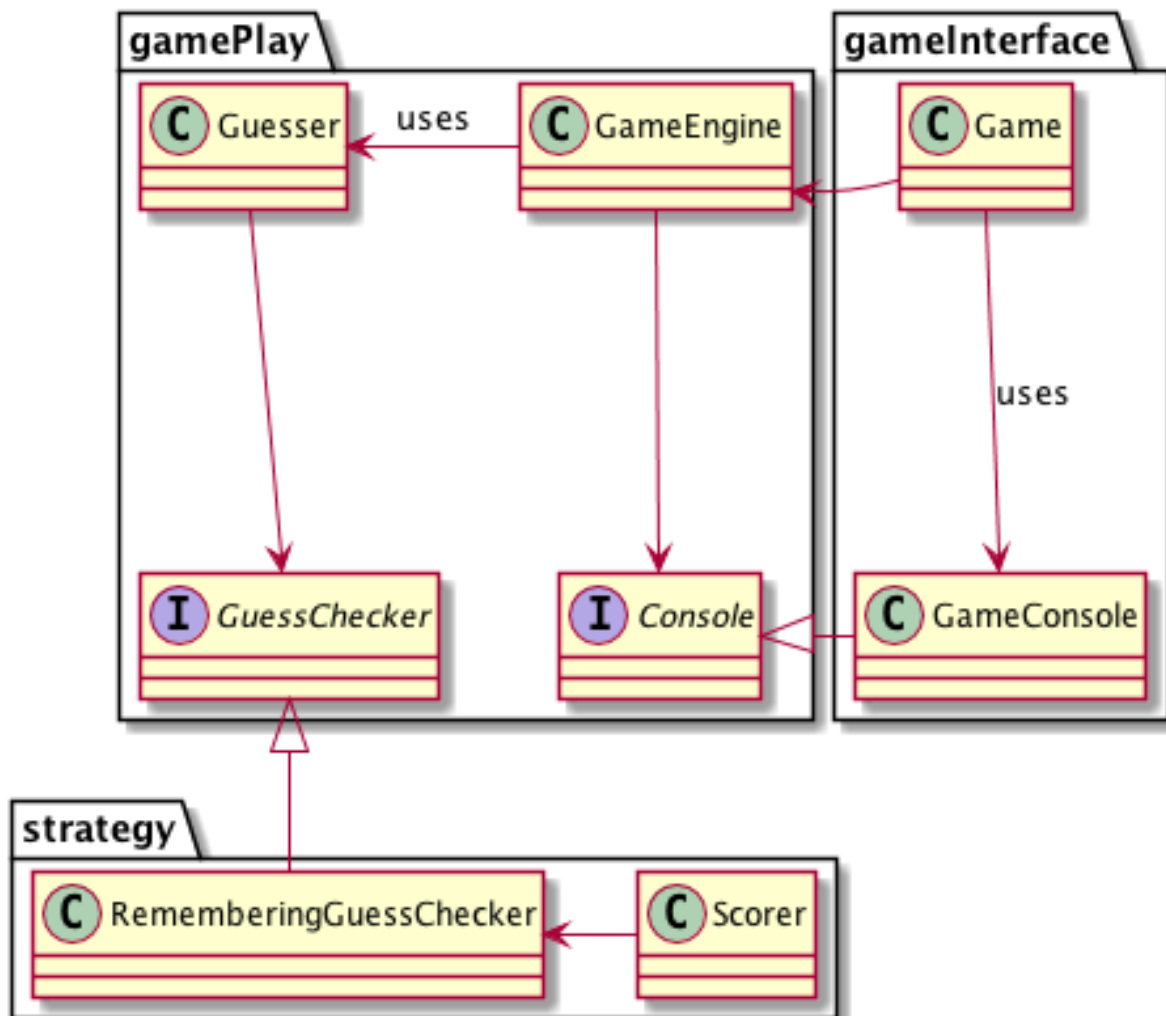 gamePlay
gameInterface
C Guesser
uses
C GameEngine
C Game
uses
I GuessChecker
I Console
C GameConsole
strategy
C RememberingGuessChecker
C Scorer